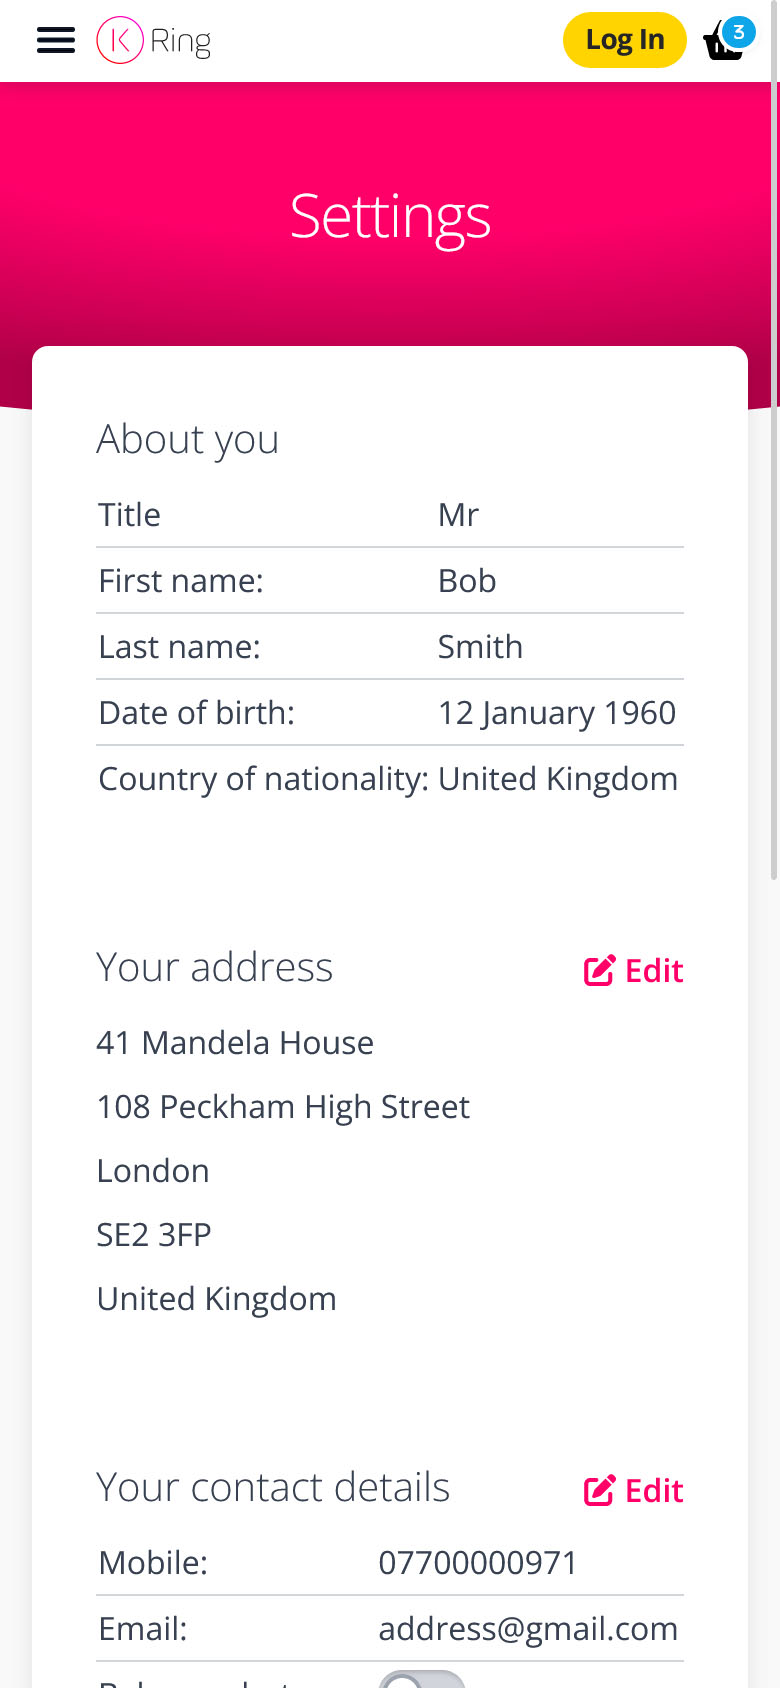 K Ring
Log In
3
Settings
About you
Title Mr
First name: Bob
Last name: Smith
Date of birth: 12 January 1960
Country of nationality: United Kingdom
Your address Edit
41 Mandela House
108 Peckham High Street
London
SE2 3FP
United Kingdom
Your contact details Edit
Mobile: 07700000971
Email: address@gmail.com